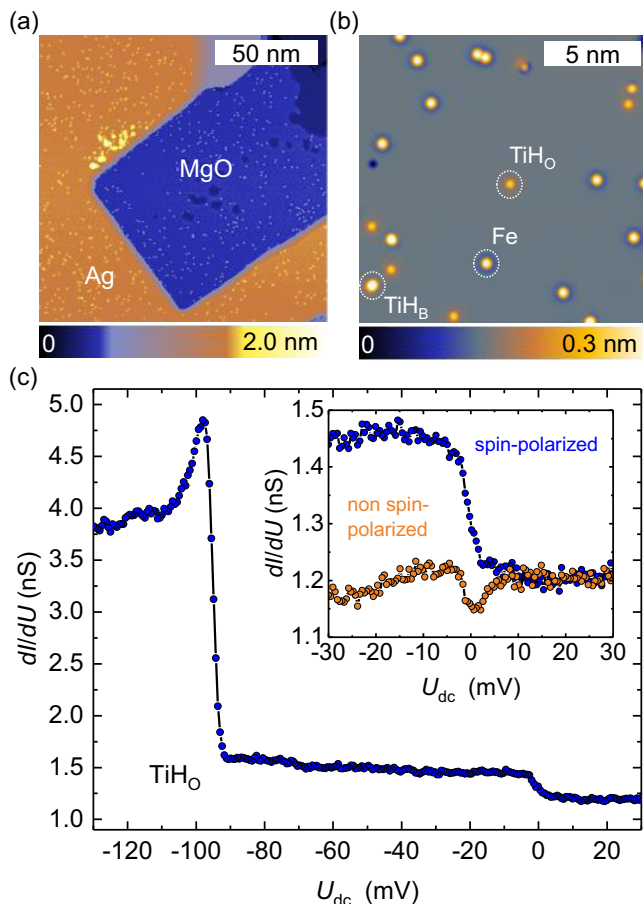 (a)
50 nm
MgO
Ag
0
2.0 nm
(b)
5 nm
TiH_O
Fe
TiH_B
0
0.3 nm
(c)
5.0
4.5
4.0
3.5
3.0
2.5
2.0
1.5
1.0
dI/dU (nS)
TiH_O
-120 -100 -80 -60 -40 -20 0 20
U_dc (mV)
1.5
1.4
1.3
1.2
1.1
dI/dU (nS)
spin-polarized
non spin-
polarized
-30 -20 -10 0 10 20 30
U_dc (mV)